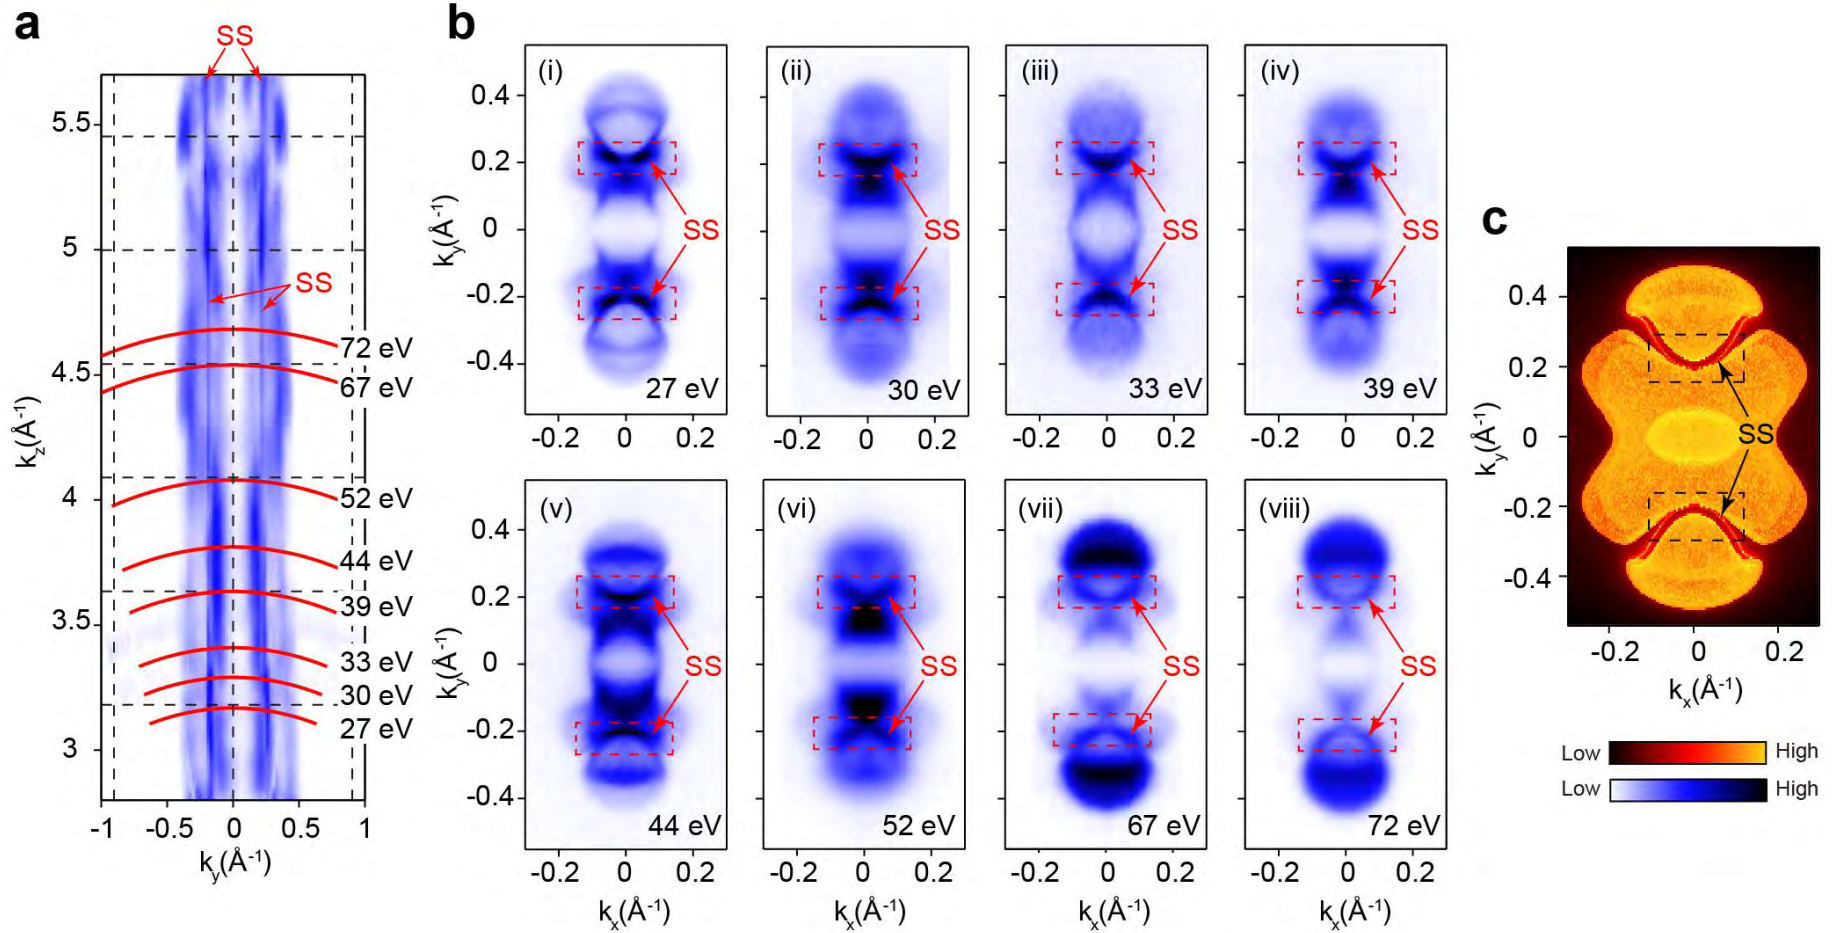 a
SS
5.5
5
4.5
4
3.5
3
SS
72 eV
67 eV
52 eV
44 eV
39 eV
33 eV
30 eV
27 eV
kz(Å-1)
-1 -0.5 0 0.5 1
ky(Å-1)
b
(i) (ii) (iii) (iv)
0.4
0.2
0
-0.2
-0.4
ky(Å-1)
SS SS SS SS
27 eV 30 eV 33 eV 39 eV
-0.2 0 0.2 -0.2 0 0.2 -0.2 0 0.2 -0.2 0 0.2
(v) (vi) (vii) (viii)
0.4
0.2
0
-0.2
-0.4
ky(Å-1)
SS SS SS SS
44 eV 52 eV 67 eV 72 eV
-0.2 0 0.2 -0.2 0 0.2 -0.2 0 0.2 -0.2 0 0.2
kx(Å-1) kx(Å-1) kx(Å-1) kx(Å-1)
c
0.4
0.2
0
-0.2
-0.4
ky(Å-1)
SS
-0.2 0 0.2
kx(Å-1)
Low High
Low High